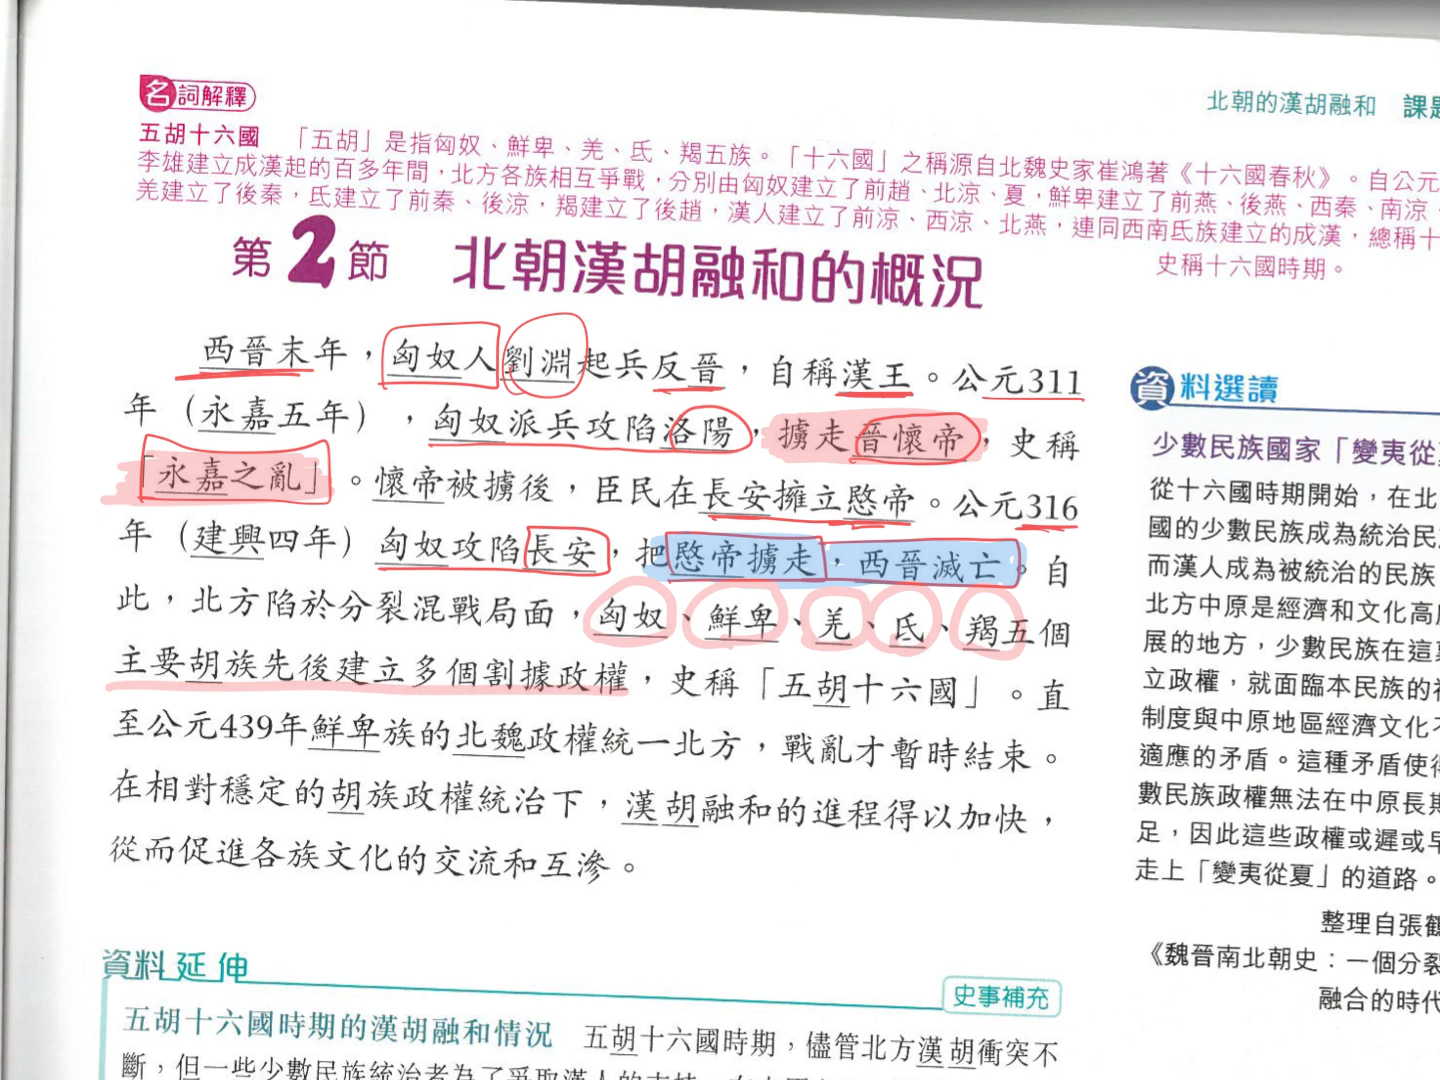 名詞解釋
北朝的漢胡融和　課題
五胡十六國　「五胡」是指匈奴、鮮卑、羌、氐、羯五族。「十六國」之稱源自北魏史家崔鴻著《十六國春秋》。自公元
李雄建立成漢起的百多年間，北方各族相互爭戰，分別由匈奴建立了前趙、北涼、夏，鮮卑建立了前燕、後燕、西秦、南涼、
羌建立了後秦，氐建立了前秦、後涼，羯建立了後趙，漢人建立了前涼、西涼、北燕，連同西南氐族建立的成漢，總稱十
史稱十六國時期。
第2節　北朝漢胡融和的概況
西晉末年，匈奴人劉淵起兵反晉，自稱漢王。公元311
年（永嘉五年），匈奴派兵攻陷洛陽，擄走晉懷帝，史稱
「永嘉之亂」。懷帝被擄後，臣民在長安擁立愍帝。公元316
年（建興四年）匈奴攻陷長安，把愍帝擄走，西晉滅亡。自
此，北方陷於分裂混戰局面，匈奴、鮮卑、羌、氐、羯五個
主要胡族先後建立多個割據政權，史稱「五胡十六國」。直
至公元439年鮮卑族的北魏政權統一北方，戰亂才暫時結束。
在相對穩定的胡族政權統治下，漢胡融和的進程得以加快，
從而促進各族文化的交流和互滲。
資料選讀
少數民族國家「變夷從
從十六國時期開始，在北
國的少數民族成為統治民
而漢人成為被統治的民族
北方中原是經濟和文化高
展的地方，少數民族在這
立政權，就面臨本民族的
制度與中原地區經濟文化不
適應的矛盾。這種矛盾使得
數民族政權無法在中原長期
足，因此這些政權或遲或早
走上「變夷從夏」的道路。
整理自張鶴
《魏晉南北朝史：一個分裂
融合的時代
資料延伸
史事補充
五胡十六國時期的漢胡融和情況　五胡十六國時期，儘管北方漢胡衝突不
斷，但一些少數民族統治者為了爭取漢人的支持，